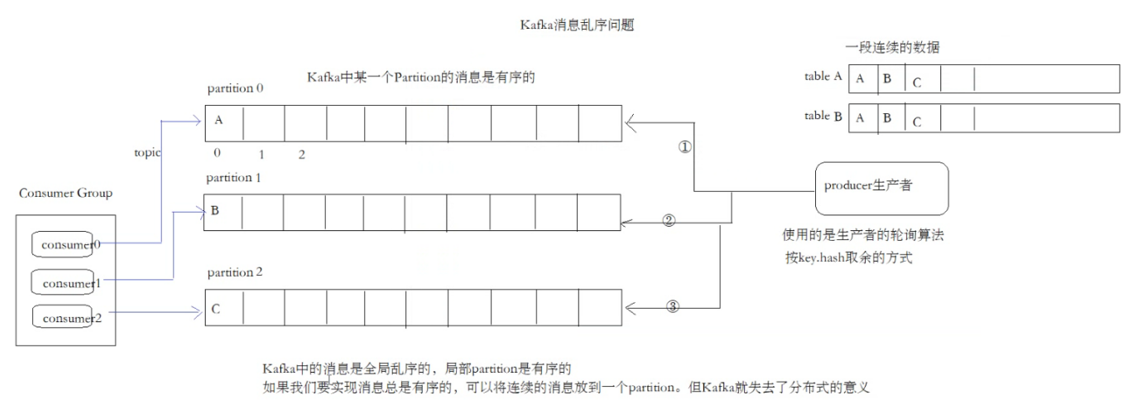 Kafka消息乱序问题
一段连续的数据
Kafka中某一个Partition的消息是有序的
table A A B C
partition 0
table B A B C
A
①
topic
0 1 2
partition 1
Consumer Group
producer生产者
B
②
consumer0
使用的是生产者的轮询算法
按key.hash取余的方式
partition 2
consumer1
C
③
consumer2
Kafka中的消息是全局乱序的，局部partition是有序的
如果我们要实现消息总是有序的，可以将连续的消息放到一个partition。但Kafka就失去了分布式的意义